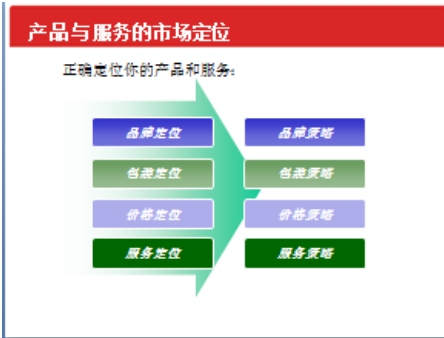 产品与服务的市场定位
正确定位你的产品和服务:
品牌定位 品牌策略
包装定位 包装策略
价格定位 价格策略
服务定位 服务策略